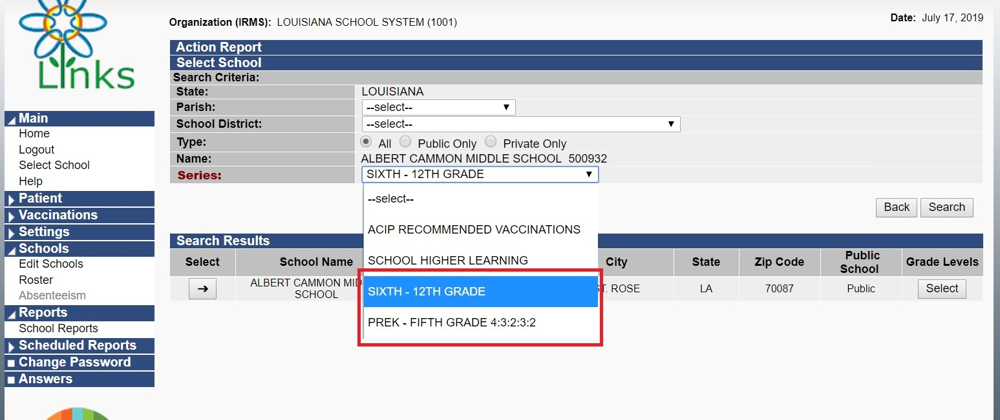 Organization (IRMS): LOUISIANA SCHOOL SYSTEM (1001)
Date: July 17, 2019
Links
Main
Home
Logout
Select School
Help
Patient
Vaccinations
Settings
Schools
Edit Schools
Roster
Absenteeism
Reports
School Reports
Scheduled Reports
Change Password
Answers
Action Report
Select School
Search Criteria:
State: LOUISIANA
Parish: --select--
School District: --select--
Type: All Public Only Private Only
Name: ALBERT CAMMON MIDDLE SCHOOL 500932
Series: SIXTH - 12TH GRADE
--select--
ACIP RECOMMENDED VACCINATIONS
SCHOOL HIGHER LEARNING
SIXTH - 12TH GRADE
PREK - FIFTH GRADE 4:3:2:3:2
Back Search
Search Results
Select School Name City State Zip Code Public School Grade Levels
ALBERT CAMMON MID ST. ROSE LA 70087 Public Select
SCHOOL